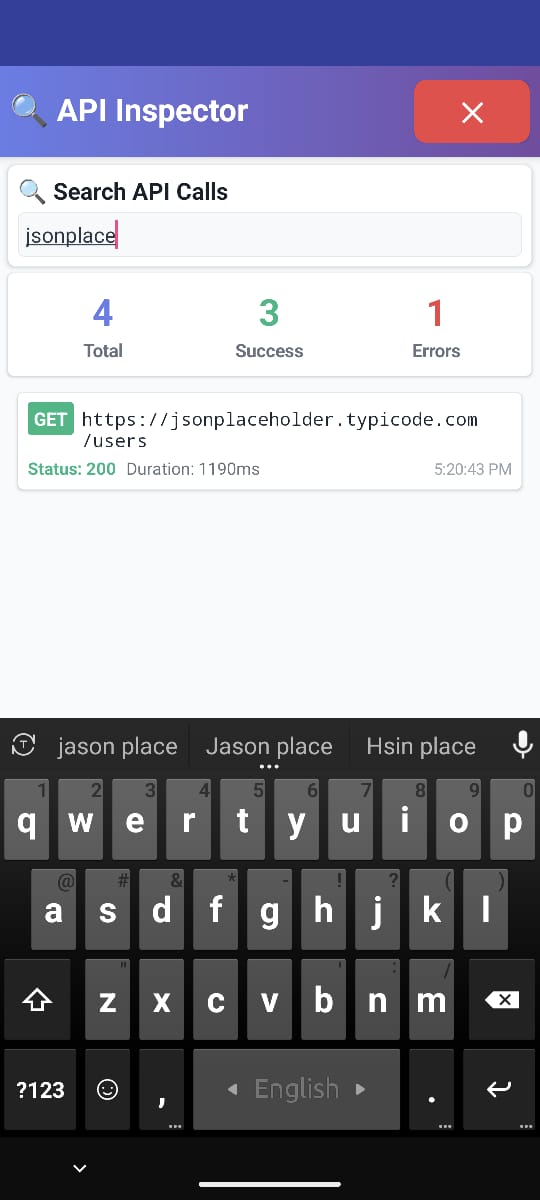 🔍 API Inspector
🔍 Search API Calls
jsonplace
4 3 1
Total Success Errors
GET https://jsonplaceholder.typicode.com
/users
Status: 200 Duration: 1190ms 5:20:43 PM
jason place Jason place Hsin place
1 2 3 4 5 6 7 8 9 0
q w e r t y u i o p
@ # & * - ! ? ( )
a s d f g h j k l
" ' : /
z x c v b n m
?123 , English .